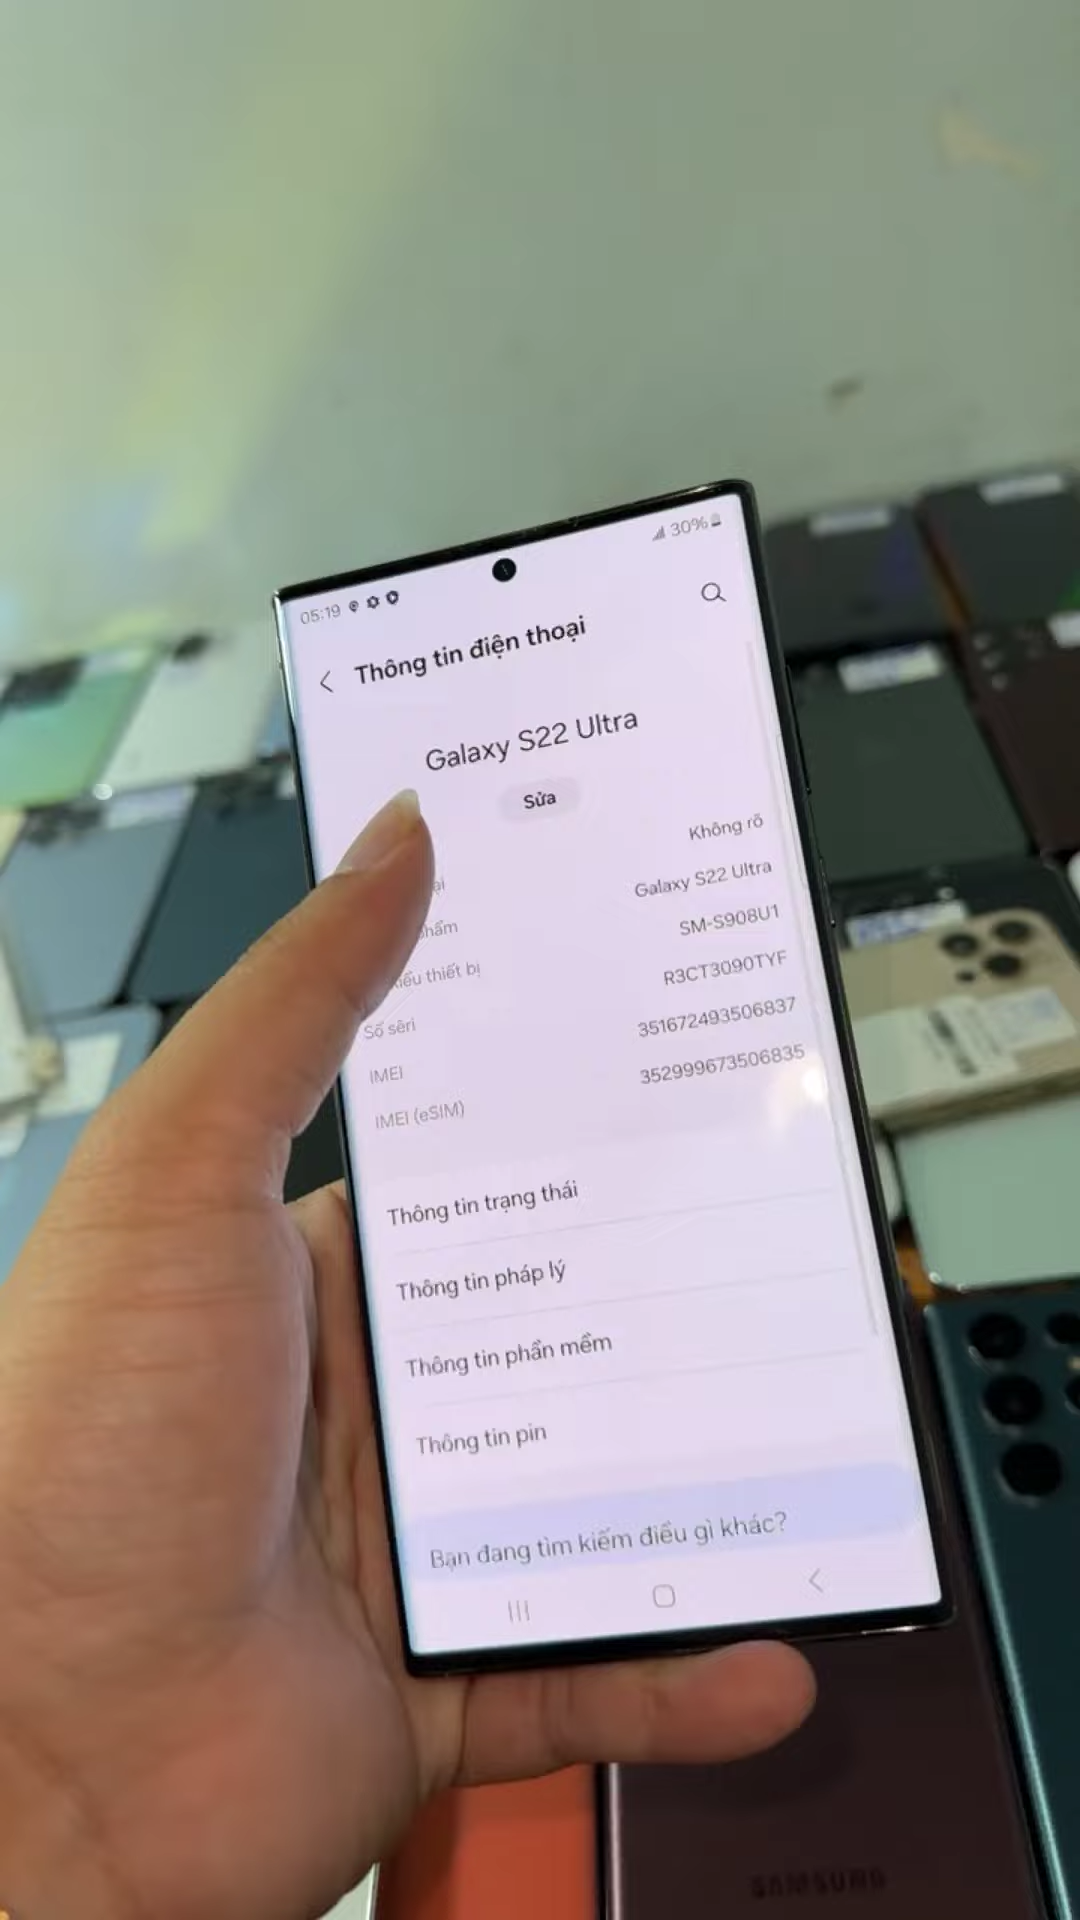 05:19
30%
Thông tin điện thoại
Galaxy S22 Ultra
Sửa
Không rõ
Galaxy S22 Ultra
SM-S908U1
Số sêri R3CT3090TYF
IMEI 351672493506837
IMEI (eSIM) 352999673506835
Thông tin trạng thái
Thông tin pháp lý
Thông tin phần mềm
Thông tin pin
Bạn đang tìm kiếm điều gì khác?
SAMSUNG